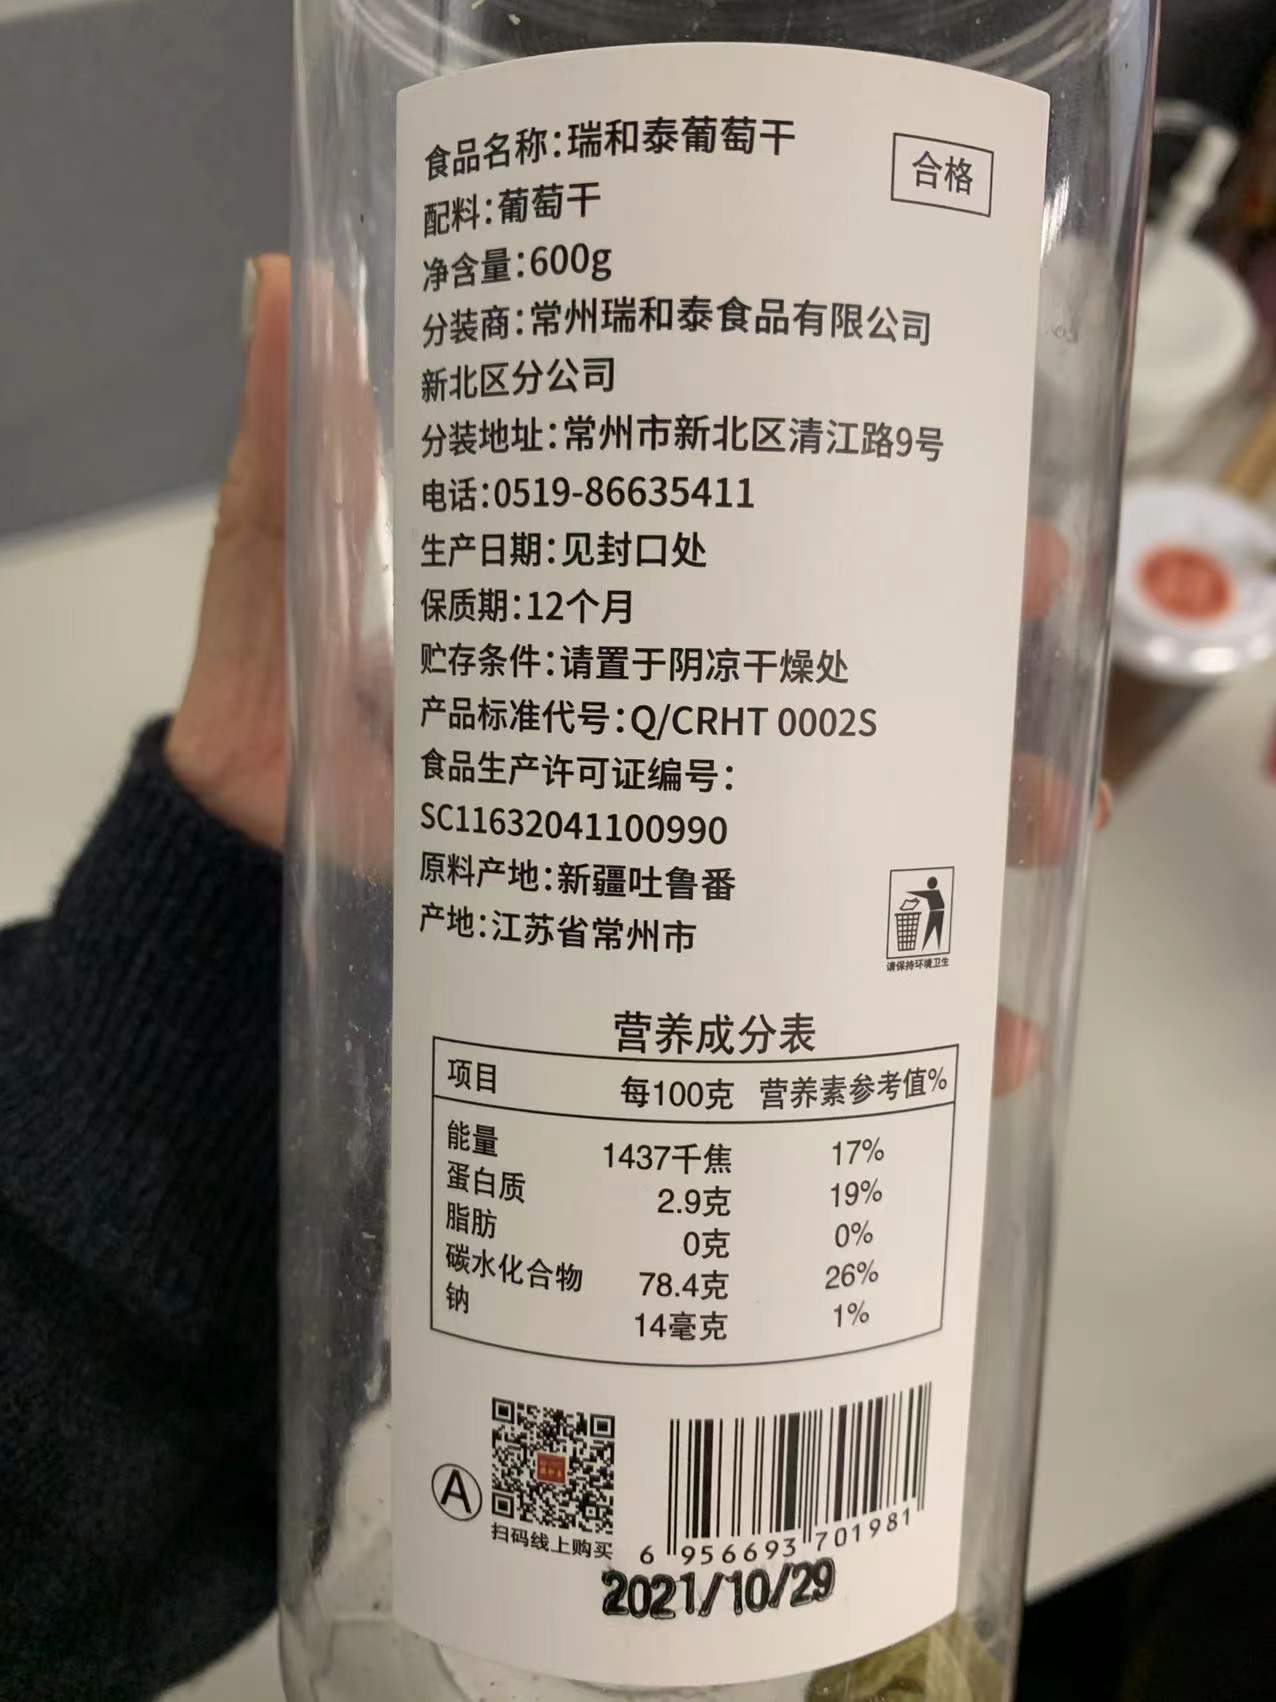 食品名称:瑞和泰葡萄干
合格
配料:葡萄干
净含量:600g
分装商:常州瑞和泰食品有限公司
新北区分公司
分装地址:常州市新北区清江路9号
电话:0519-86635411
生产日期:见封口处
保质期:12个月
贮存条件:请置于阴凉干燥处
产品标准代号:Q/CRHT 0002S
食品生产许可证编号:
SC11632041100990
原料产地:新疆吐鲁番
产地:江苏省常州市
请保持环境卫生
营养成分表
项目 每100克 营养素参考值%
能量 1437千焦 17%
蛋白质 2.9克 19%
脂肪 0克 0%
碳水化合物 78.4克 26%
钠 14毫克 1%
A
扫码线上购买
6 956693 701981
2021/10/29